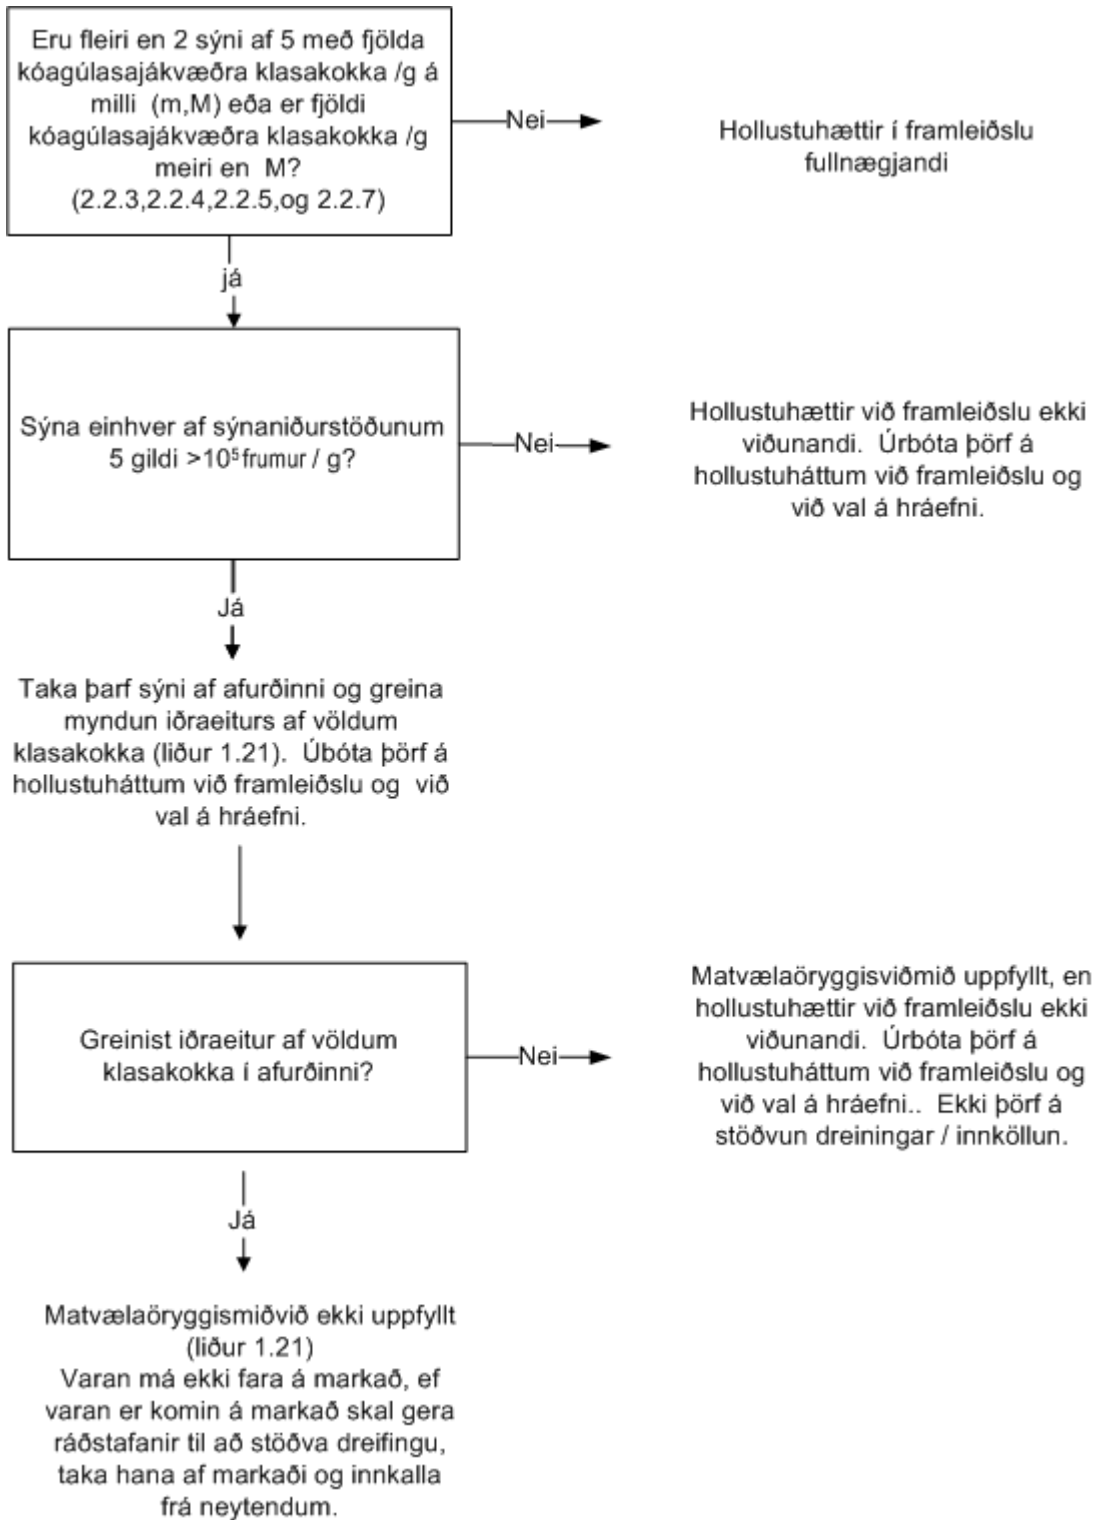 Eru fleiri en 2 sýni af 5 með fjölda
kóagúlasajákvæðra klasakokka /g á
milli (m,M) eða er fjöldi
kóagúlasajákvæðra klasakokka /g
meiri en M?
(2.2.3,2.2.4,2.2.5,og 2.2.7)
Nei
Hollustuhættir í framleiðslu
fullnægjandi
já
Sýna einhver af sýnaniðurstöðunum
5 gildi >10⁵ frumur / g?
Nei
Hollustuhættir við framleiðslu ekki
viðunandi. Úrbóta þörf á
hollustuháttum við framleiðslu og
við val á hráefni.
Já
Taka þarf sýni af afurðinni og greina
myndun iðraeiturs af völdum
klasakokka (liður 1.21). Úbóta þörf á
hollustuháttum við framleiðslu og við
val á hráefni.
Greinist iðraeitur af völdum
klasakokka í afurðinni?
Nei
Matvælaöryggisviðmið uppfyllt, en
hollustuhættir við framleiðslu ekki
viðunandi. Úrbóta þörf á
hollustuháttum við framleiðslu og
við val á hráefni.. Ekki þörf á
stöðvun dreiningar / innköllun.
Já
Matvælaöryggismiðvið ekki uppfyllt
(liður 1.21)
Varan má ekki fara á markað, ef
varan er komin á markað skal gera
ráðstafanir til að stöðva dreifingu,
taka hana af markaði og innkalla
frá neytendum.